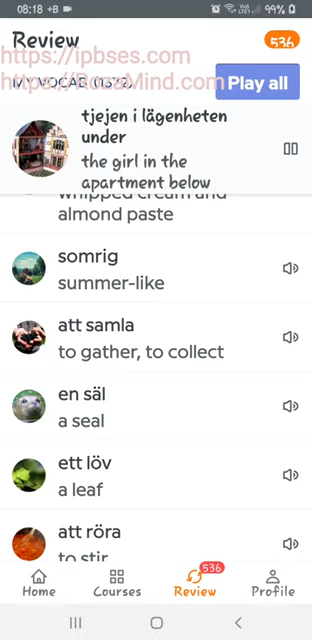 08:18 +B
99%
Review
536
https://ipbses.com
https://RosaMind.com
MY VOCAB (1572)
Play all
tjejen i lägenheten
under
the girl in the
apartment below
whipped cream and
almond paste
somrig
summer-like
att samla
to gather, to collect
en säl
a seal
ett löv
a leaf
att röra
to stir
536
Home Courses Review Profile